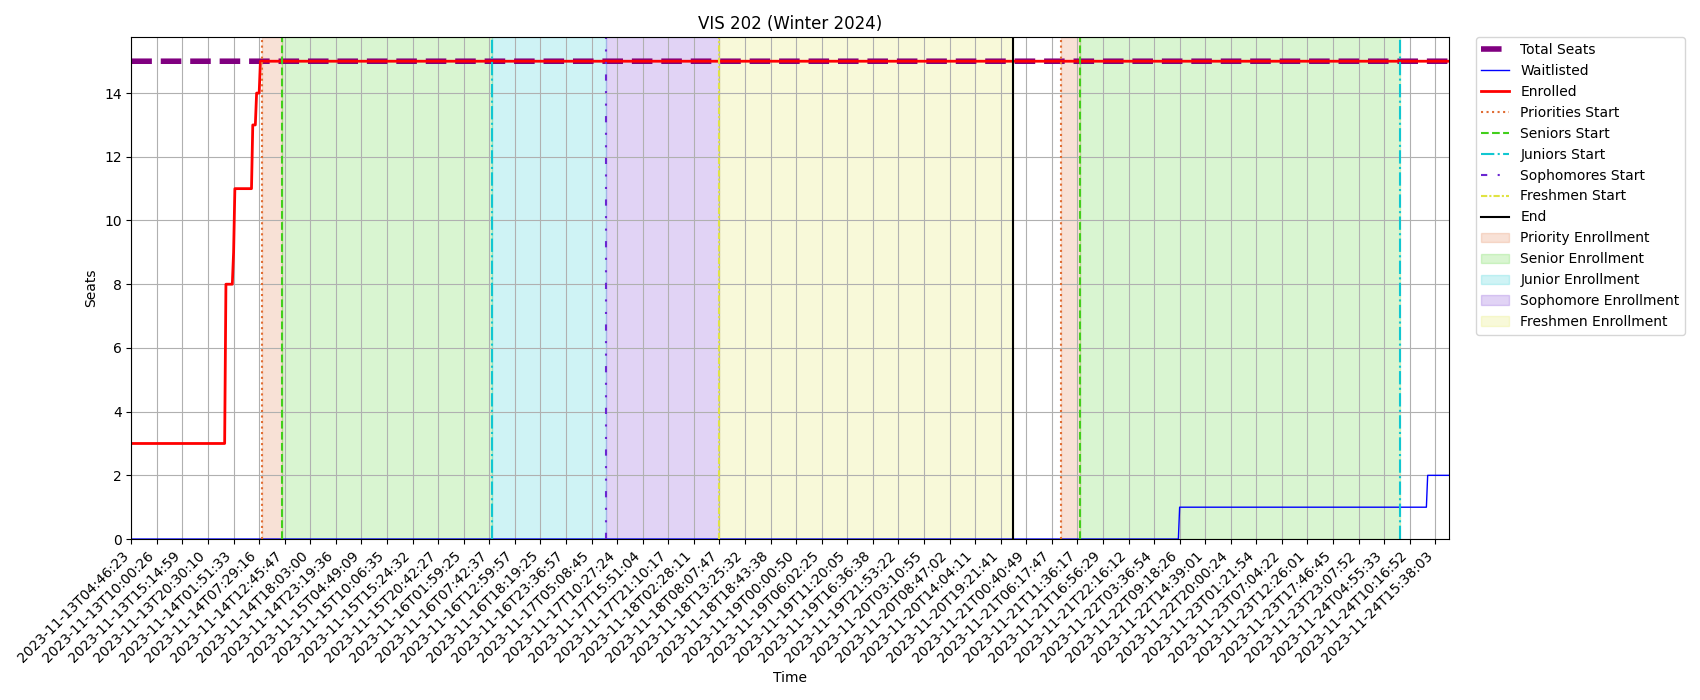 VIS 202 (Winter 2024)
Seats
14
12
10
8
6
4
2
0
2023-11-13T04:46:23
2023-11-13T10:00:26
2023-11-13T15:14:59
2023-11-13T20:30:10
2023-11-14T01:51:33
2023-11-14T07:29:16
2023-11-14T12:45:47
2023-11-14T18:03:00
2023-11-14T23:19:36
2023-11-15T04:49:09
2023-11-15T10:06:35
2023-11-15T15:24:32
2023-11-15T20:42:27
2023-11-16T01:59:25
2023-11-16T07:42:37
2023-11-16T12:59:57
2023-11-16T18:19:25
2023-11-16T23:36:57
2023-11-17T05:08:45
2023-11-17T10:27:24
2023-11-17T15:51:04
2023-11-17T21:10:17
2023-11-18T02:28:11
2023-11-18T08:07:47
2023-11-18T13:25:32
2023-11-18T18:43:38
2023-11-19T00:00:50
2023-11-19T06:02:25
2023-11-19T11:20:05
2023-11-19T16:36:38
2023-11-19T21:53:22
2023-11-20T03:10:55
2023-11-20T08:47:02
2023-11-20T14:04:11
2023-11-20T19:21:41
2023-11-21T00:40:49
2023-11-21T06:17:47
2023-11-21T11:36:17
2023-11-21T16:56:29
2023-11-21T22:16:12
2023-11-22T03:36:54
2023-11-22T09:18:26
2023-11-22T14:39:01
2023-11-22T20:00:24
2023-11-23T01:21:54
2023-11-23T07:04:22
2023-11-23T12:26:01
2023-11-23T17:46:45
2023-11-23T23:07:52
2023-11-24T04:55:33
2023-11-24T10:16:52
2023-11-24T15:38:03
Time
Total Seats
Waitlisted
Enrolled
Priorities Start
Seniors Start
Juniors Start
Sophomores Start
Freshmen Start
End
Priority Enrollment
Senior Enrollment
Junior Enrollment
Sophomore Enrollment
Freshmen Enrollment